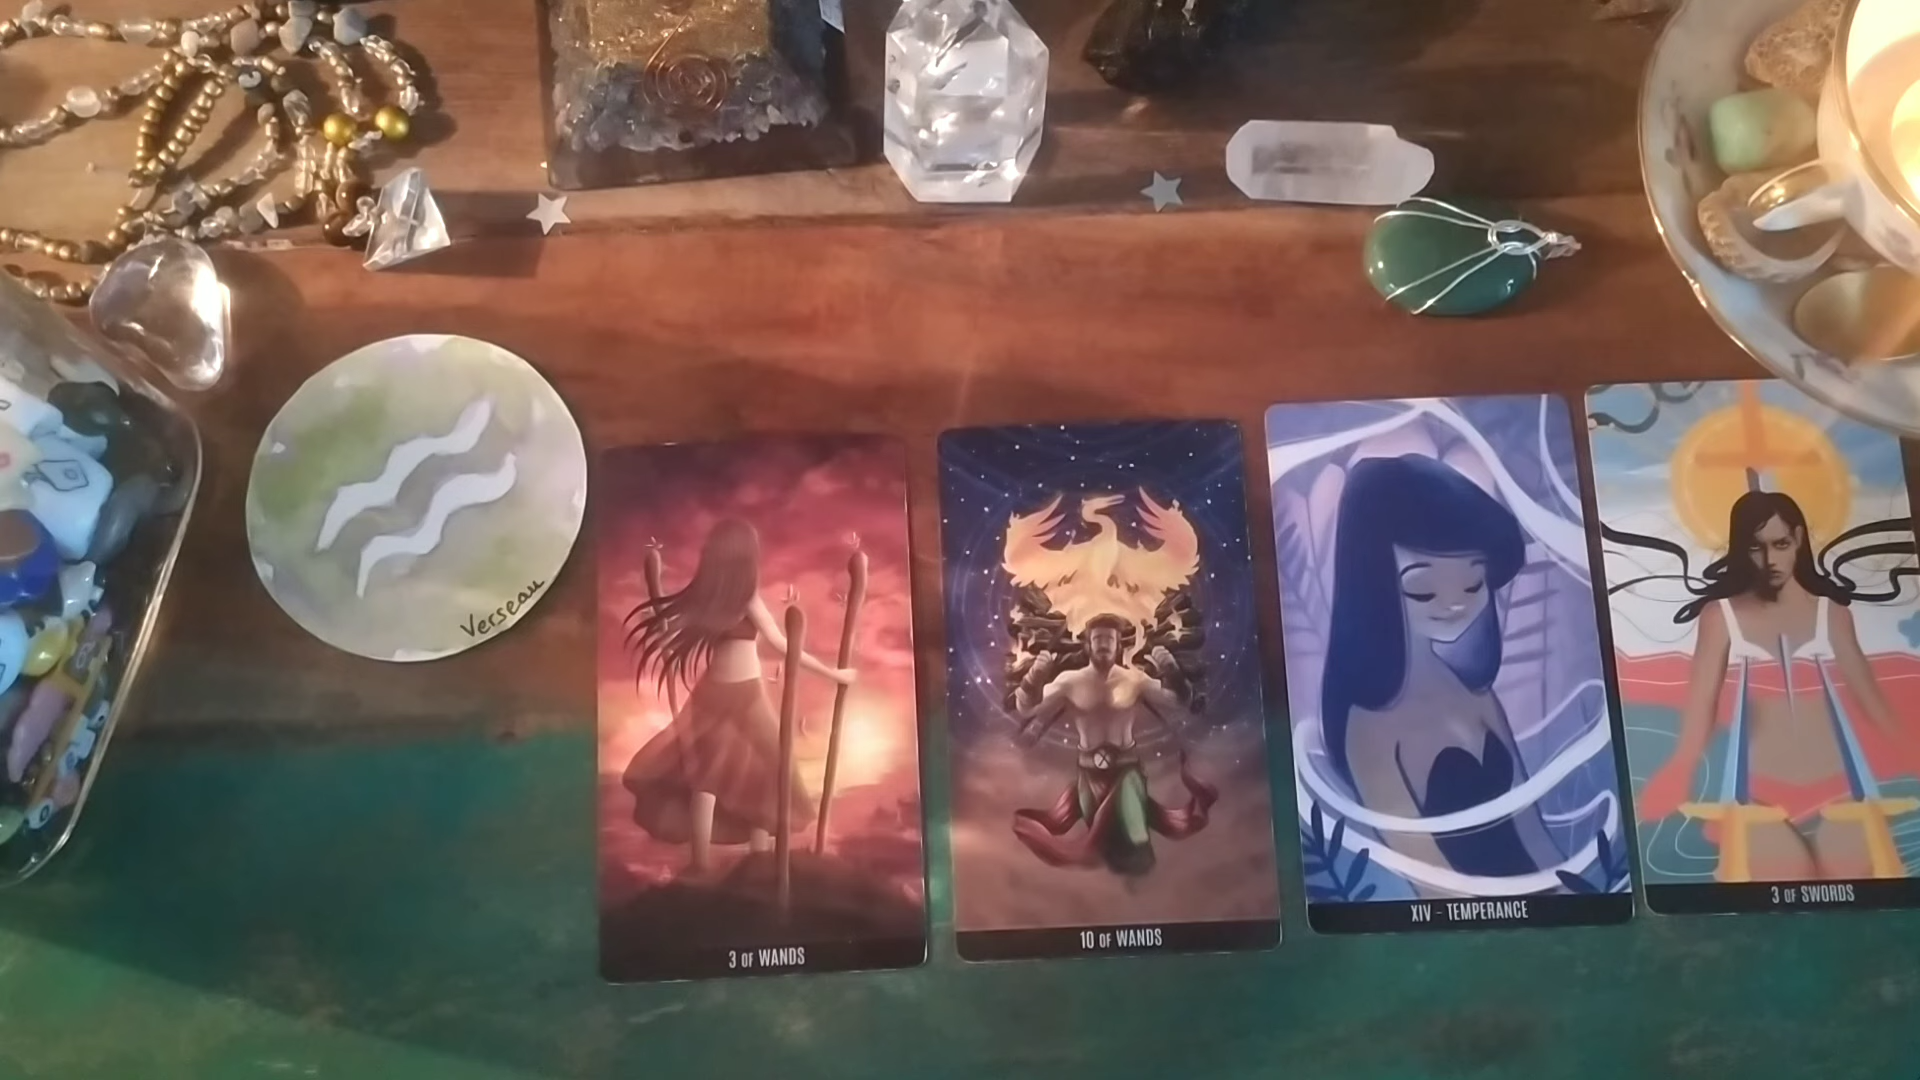 Verseau
3 OF WANDS
10 OF WANDS
XIV - TEMPERANCE
3 OF SWORDS